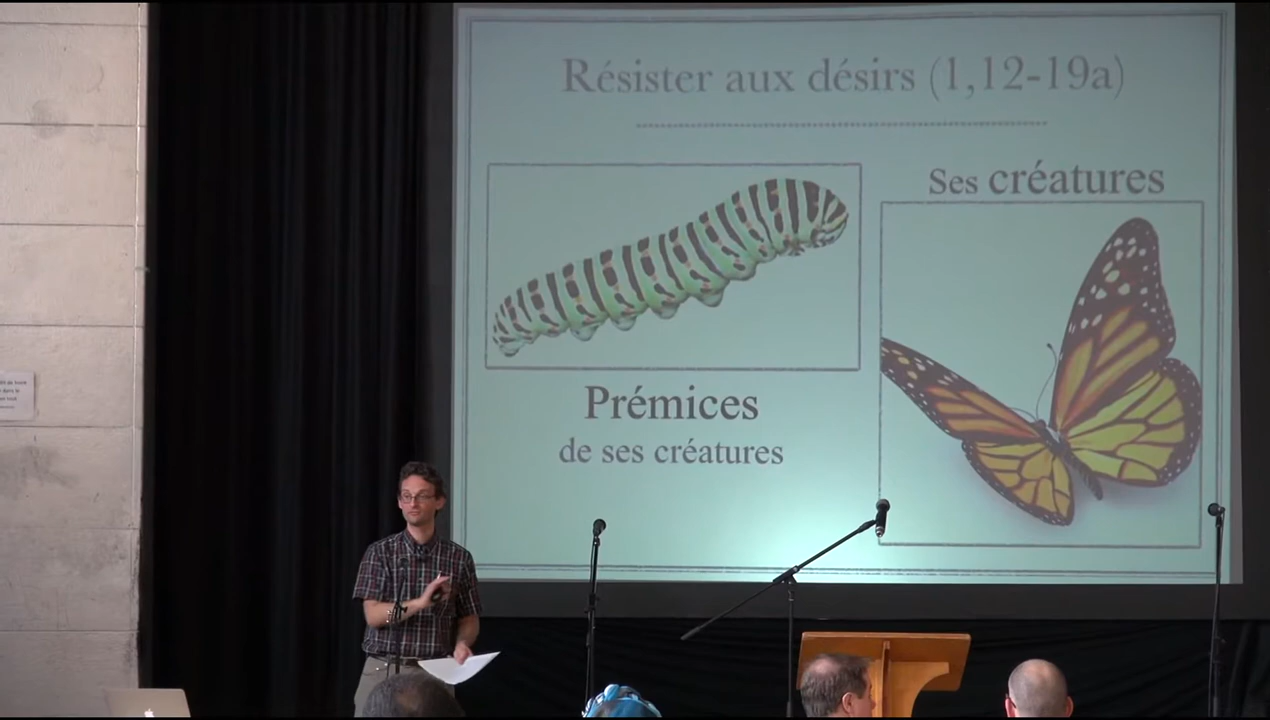 Résister aux désirs (1,12-19a)
Ses créatures
Prémices
de ses créatures